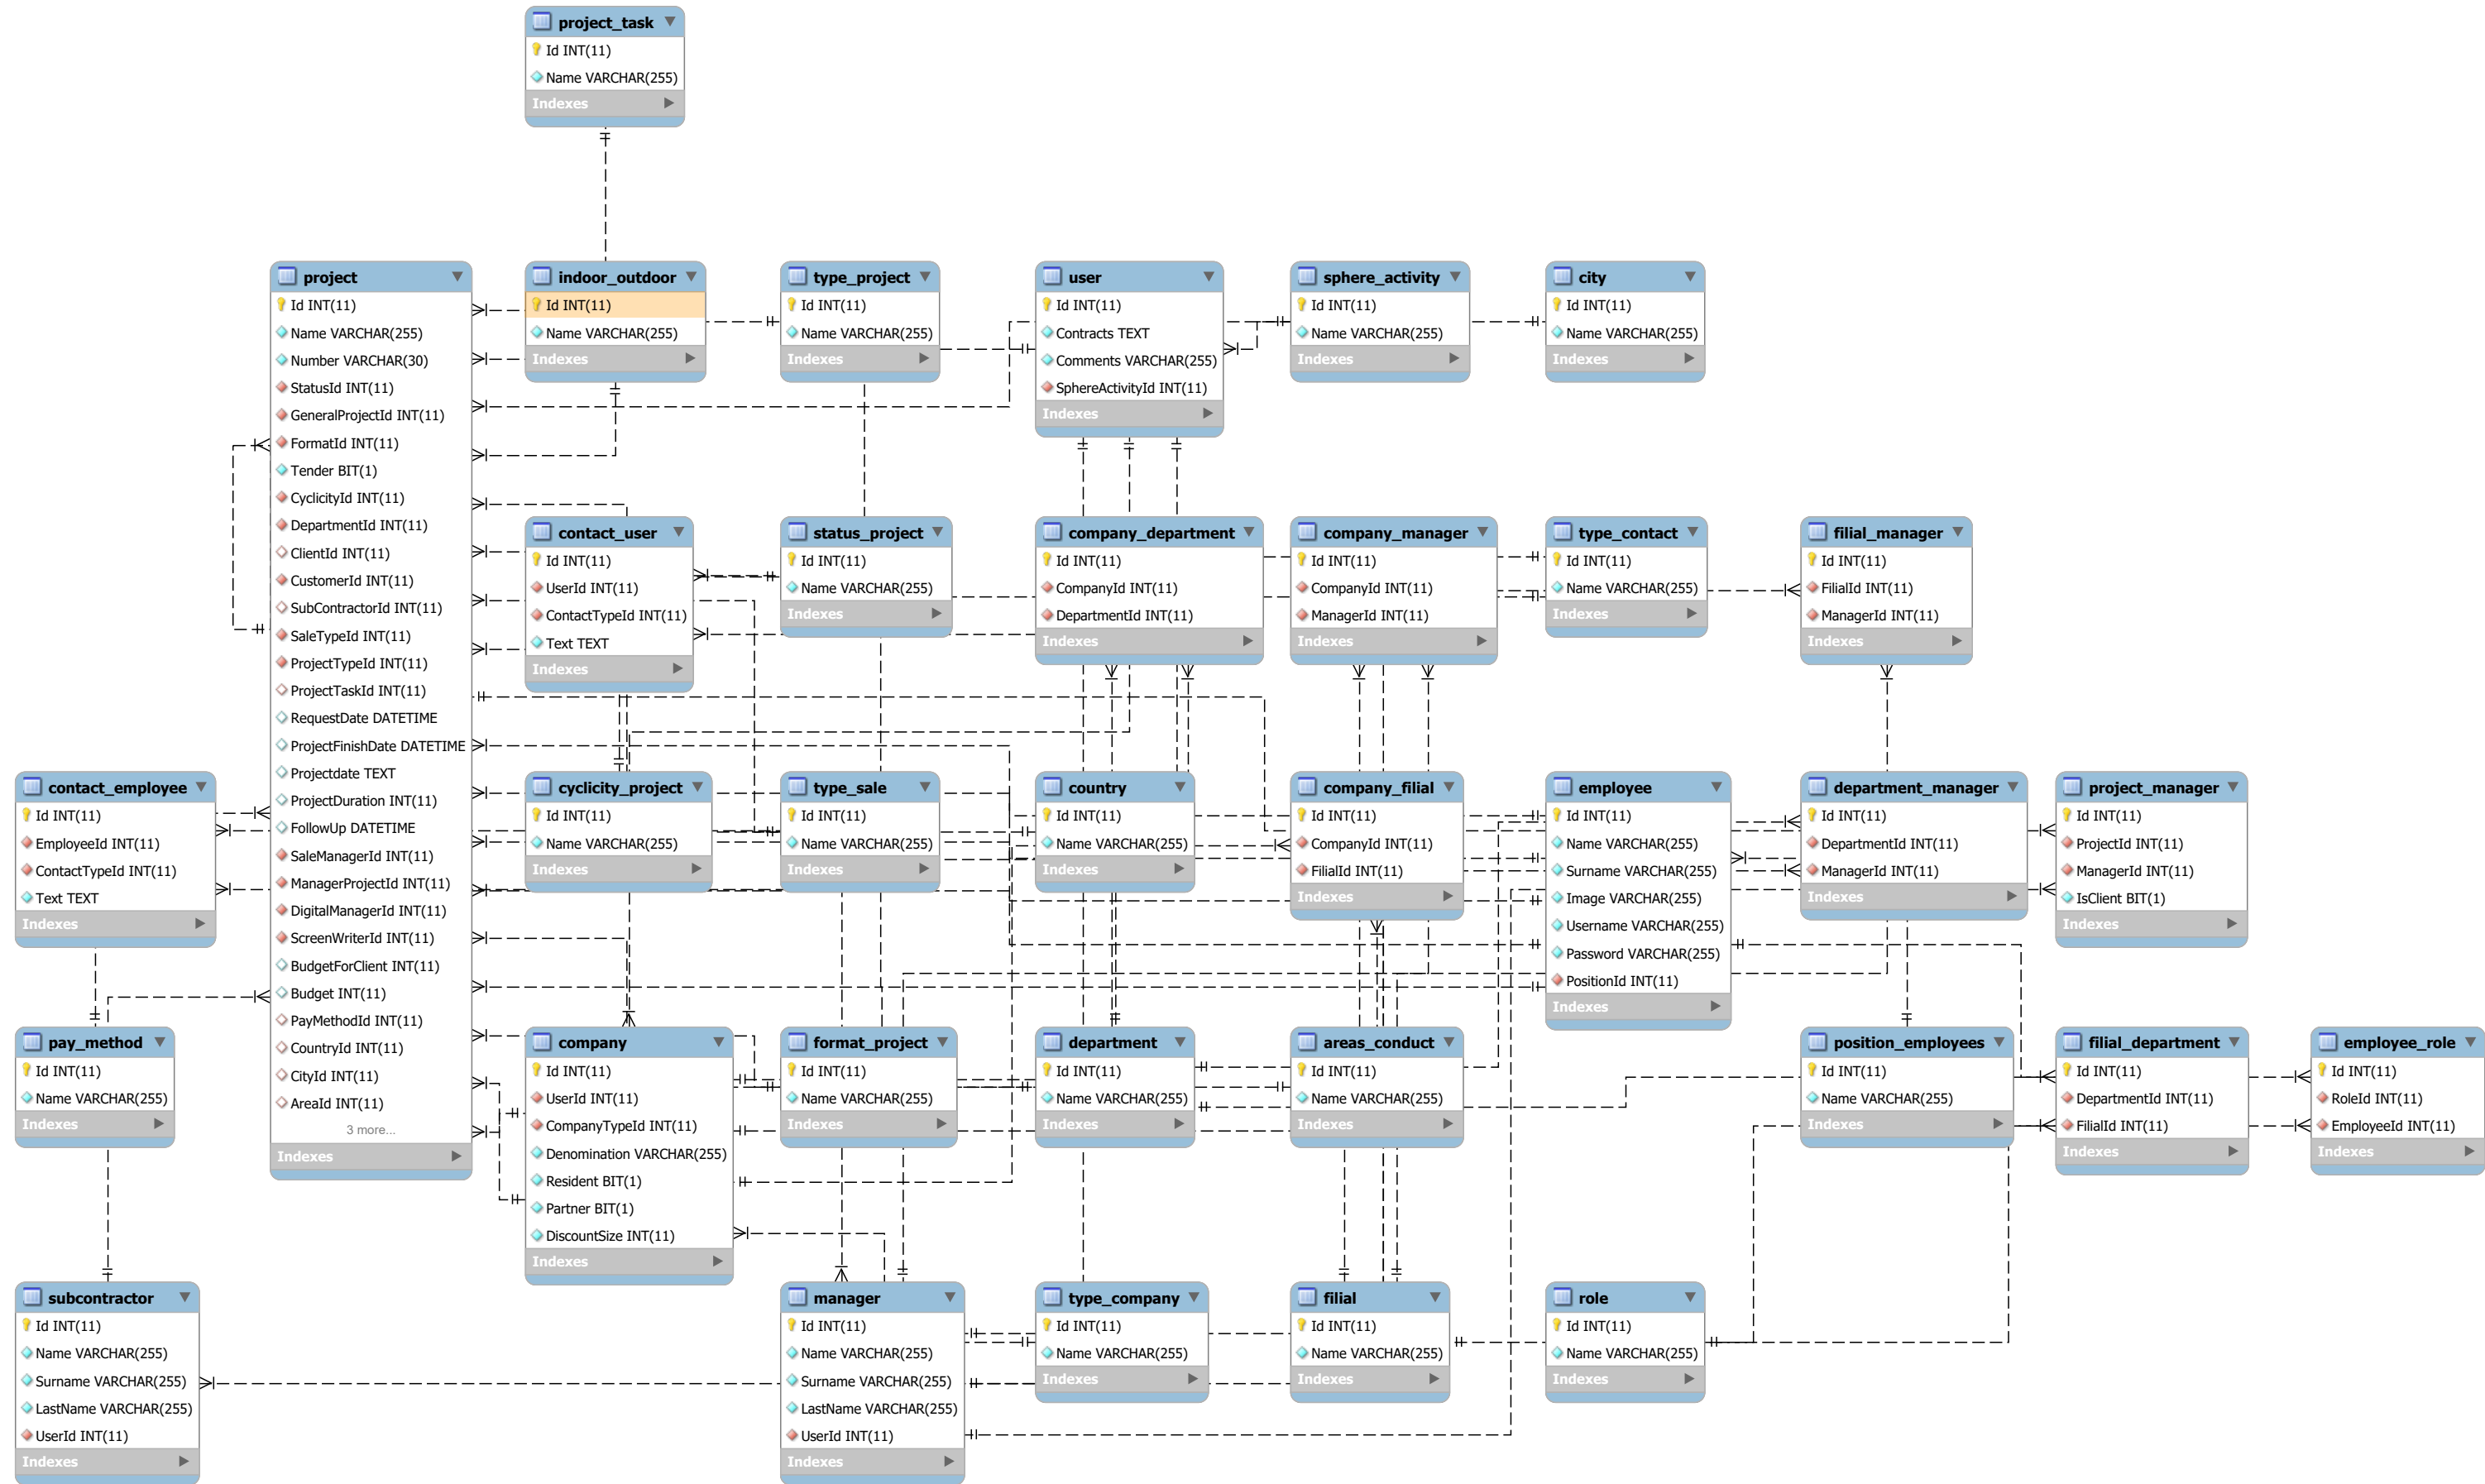 project_task
Id INT(11)
Name VARCHAR(255)
Indexes
project
Id INT(11)
Name VARCHAR(255)
Number VARCHAR(30)
StatusId INT(11)
GeneralProjectId INT(11)
FormatId INT(11)
Tender BIT(1)
CyclicityId INT(11)
DepartmentId INT(11)
ClientId INT(11)
CustomerId INT(11)
SubContractorId INT(11)
SaleTypeId INT(11)
ProjectTypeId INT(11)
ProjectTaskId INT(11)
RequestDate DATETIME
ProjectFinishDate DATETIME
Projectdate TEXT
ProjectDuration INT(11)
FollowUp DATETIME
SaleManagerId INT(11)
ManagerProjectId INT(11)
DigitalManagerId INT(11)
ScreenWriterId INT(11)
BudgetForClient INT(11)
Budget INT(11)
PayMethodId INT(11)
CountryId INT(11)
CityId INT(11)
AreaId INT(11)
3 more...
Indexes
indoor_outdoor
Id INT(11)
Name VARCHAR(255)
Indexes
type_project
Id INT(11)
Name VARCHAR(255)
Indexes
user
Id INT(11)
Contracts TEXT
Comments VARCHAR(255)
SphereActivityId INT(11)
Indexes
sphere_activity
Id INT(11)
Name VARCHAR(255)
Indexes
city
Id INT(11)
Name VARCHAR(255)
Indexes
contact_user
Id INT(11)
UserId INT(11)
ContactTypeId INT(11)
Text TEXT
Indexes
status_project
Id INT(11)
Name VARCHAR(255)
Indexes
company_department
Id INT(11)
CompanyId INT(11)
DepartmentId INT(11)
Indexes
company_manager
Id INT(11)
CompanyId INT(11)
ManagerId INT(11)
Indexes
type_contact
Id INT(11)
Name VARCHAR(255)
Indexes
filial_manager
Id INT(11)
FilialId INT(11)
ManagerId INT(11)
Indexes
contact_employee
Id INT(11)
EmployeeId INT(11)
ContactTypeId INT(11)
Text TEXT
Indexes
cyclicity_project
Id INT(11)
Name VARCHAR(255)
Indexes
type_sale
Id INT(11)
Name VARCHAR(255)
Indexes
country
Id INT(11)
Name VARCHAR(255)
Indexes
company_filial
Id INT(11)
CompanyId INT(11)
FilialId INT(11)
Indexes
employee
Id INT(11)
Name VARCHAR(255)
Surname VARCHAR(255)
Image VARCHAR(255)
Username VARCHAR(255)
Password VARCHAR(255)
PositionId INT(11)
Indexes
department_manager
Id INT(11)
DepartmentId INT(11)
ManagerId INT(11)
Indexes
project_manager
Id INT(11)
ProjectId INT(11)
ManagerId INT(11)
IsClient BIT(1)
Indexes
pay_method
Id INT(11)
Name VARCHAR(255)
Indexes
company
Id INT(11)
UserId INT(11)
CompanyTypeId INT(11)
Denomination VARCHAR(255)
Resident BIT(1)
Partner BIT(1)
DiscountSize INT(11)
Indexes
format_project
Id INT(11)
Name VARCHAR(255)
Indexes
department
Id INT(11)
Name VARCHAR(255)
Indexes
areas_conduct
Id INT(11)
Name VARCHAR(255)
Indexes
position_employees
Id INT(11)
Name VARCHAR(255)
Indexes
filial_department
Id INT(11)
DepartmentId INT(11)
FilialId INT(11)
Indexes
employee_role
Id INT(11)
RoleId INT(11)
EmployeeId INT(11)
Indexes
subcontractor
Id INT(11)
Name VARCHAR(255)
Surname VARCHAR(255)
LastName VARCHAR(255)
UserId INT(11)
Indexes
manager
Id INT(11)
Name VARCHAR(255)
Surname VARCHAR(255)
LastName VARCHAR(255)
UserId INT(11)
Indexes
type_company
Id INT(11)
Name VARCHAR(255)
Indexes
filial
Id INT(11)
Name VARCHAR(255)
Indexes
role
Id INT(11)
Name VARCHAR(255)
Indexes